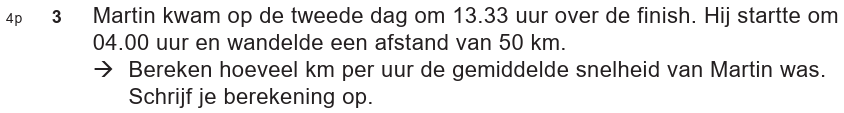 4p 3 Martin kwam op de tweede dag om 13.33 uur over de finish. Hij startte om
04.00 uur en wandelde een afstand van 50 km.
→ Bereken hoeveel km per uur de gemiddelde snelheid van Martin was.
Schrijf je berekening op.